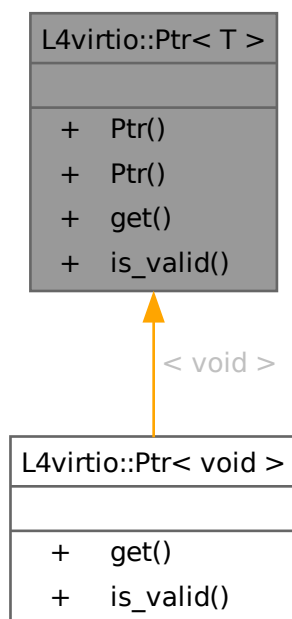 L4virtio::Ptr< T >
+ Ptr()
+ Ptr()
+ get()
+ is_valid()
< void >
L4virtio::Ptr< void >
+ get()
+ is_valid()